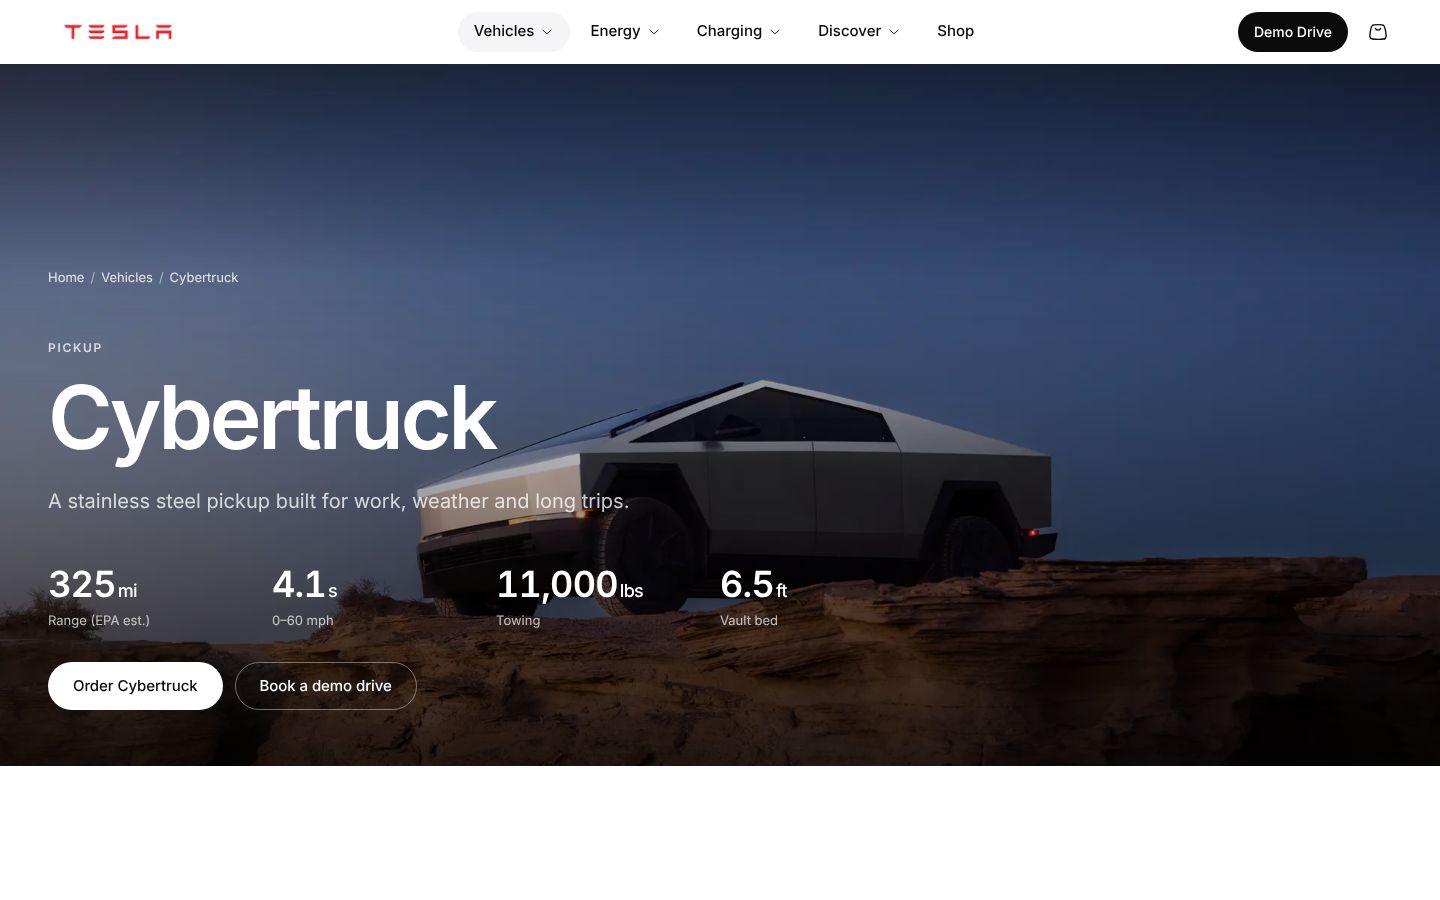 TESLA
Vehicles
Energy
Charging
Discover
Shop
Demo Drive
Home / Vehicles / Cybertruck
PICKUP
Cybertruck
A stainless steel pickup built for work, weather and long trips.
325 mi
Range (EPA est.)
4.1 s
0–60 mph
11,000 lbs
Towing
6.5 ft
Vault bed
Order Cybertruck
Book a demo drive